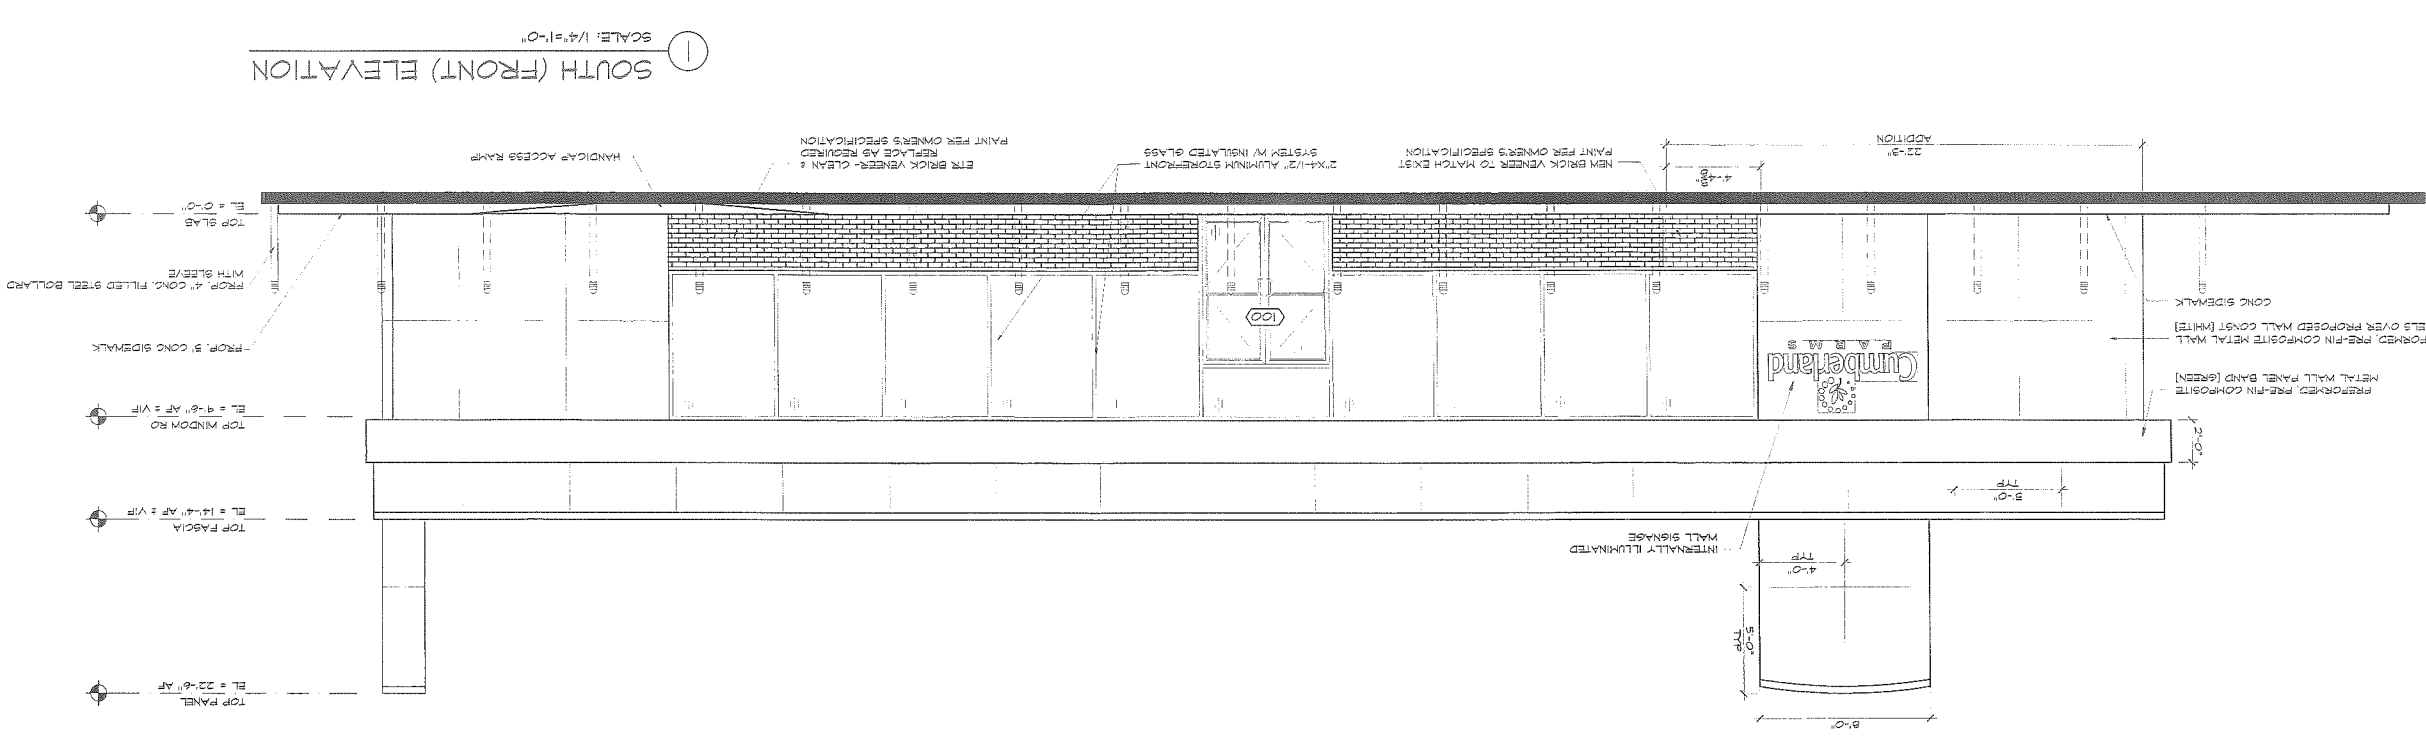 8'-0"
TOP PANEL
EL = 22'-6" AF
5'-0"
TYP
4'-0"
TYP
INTERNALLY ILLUMINATED
WALL SIGNAGE
TOP FASCIA
EL = 14'-4" AF ± VIF
5'-0"
TYP
2'-0"
TOP WINDOW RO
EL = 9'-6" AF ± VIF
PREFORMED, PRE-FIN COMPOSITE
METAL WALL PANEL BAND [GREEN]
Cumberland
FARMS
FORMED, PRE-FIN COMPOSITE METAL WALL
ELS OVER PROPOSED WALL CONST [WHITE]
CONC SIDEWALK
100
PROP. 5' CONC SIDEWALK
PROP. 4" CONC. FILLED STEEL BOLLARD
WITH SLEEVE
TOP SLAB
EL = 0'-0"
4'-4"
22'-3"
ADDITION
NEW BRICK VENEER TO MATCH EXIST
PAINT PER OWNER'S SPECIFICATION
2"X4-1/2" ALUMINUM STOREFRONT
SYSTEM W/ INSULATED GLASS
ETR BRICK VENEER- CLEAN &
REPLACE AS REQUIRED
PAINT PER OWNER'S SPECIFICATION
HANDICAP ACCESS RAMP
1
SOUTH (FRONT) ELEVATION
SCALE: 1/4"=1'-0"